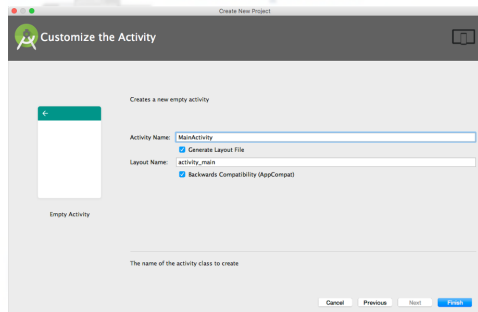 Create New Project
Customize the Activity
Creates a new empty activity
Activity Name: MainActivity
Generate Layout File
Layout Name: activity_main
Backwards Compatibility (AppCompat)
Empty Activity
The name of the activity class to create
Cancel Previous Next Finish